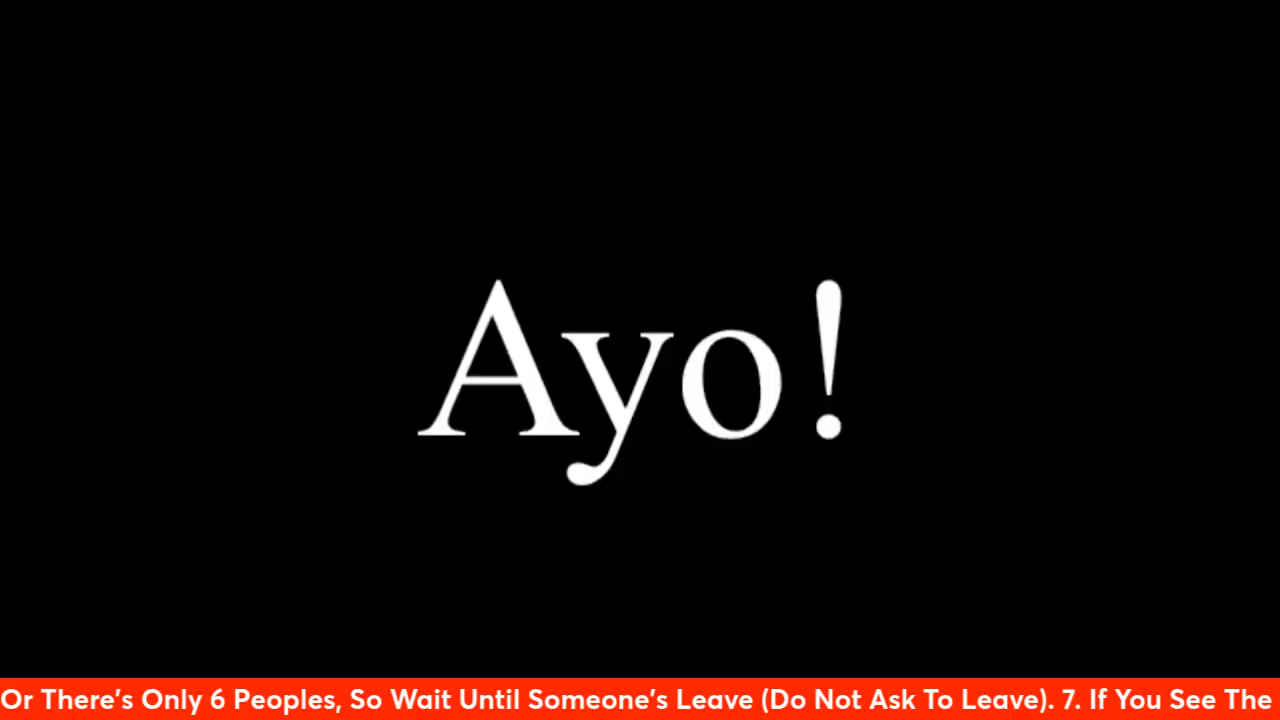 Ayo!
Or There's Only 6 Peoples, So Wait Until Someone's Leave (Do Not Ask To Leave). 7. If You See The